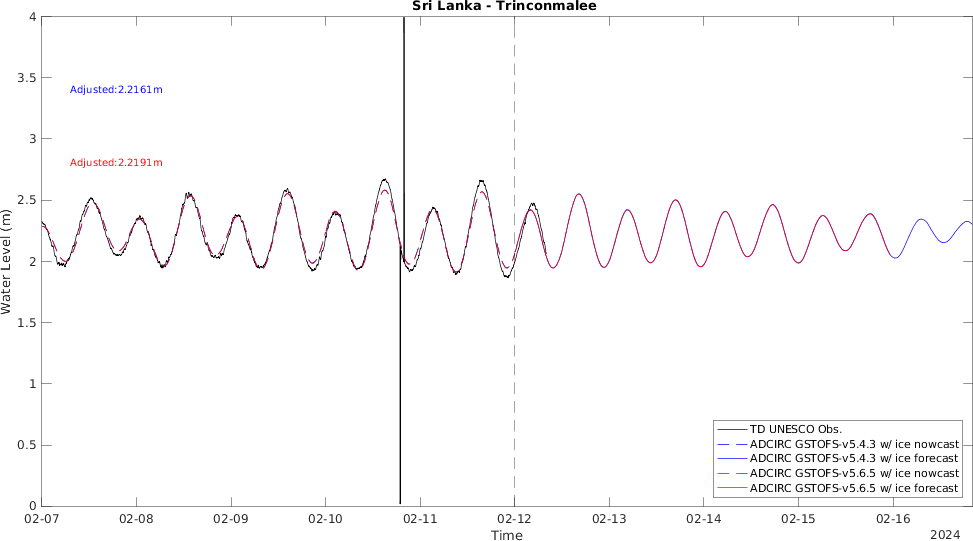 Sri Lanka - Trinconmalee
4
3.5
3
2.5
2
1.5
1
0.5
0
Water Level (m)
Adjusted:2.2161m
Adjusted:2.2191m
TD UNESCO Obs.
ADCIRC GSTOFS-v5.4.3 w/ ice nowcast
ADCIRC GSTOFS-v5.4.3 w/ ice forecast
ADCIRC GSTOFS-v5.6.5 w/ ice nowcast
ADCIRC GSTOFS-v5.6.5 w/ ice forecast
02-07 02-08 02-09 02-10 02-11 02-12 02-13 02-14 02-15 02-16
Time
2024